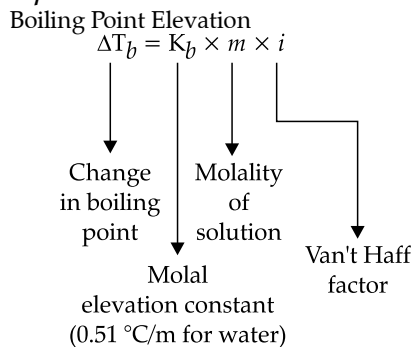 Boiling Point Elevation
ΔT_b = K_b × m × i
Change
in boiling
point
Molality
of
solution
Molal
elevation constant
(0.51 °C/m for water)
Van't Haff
factor